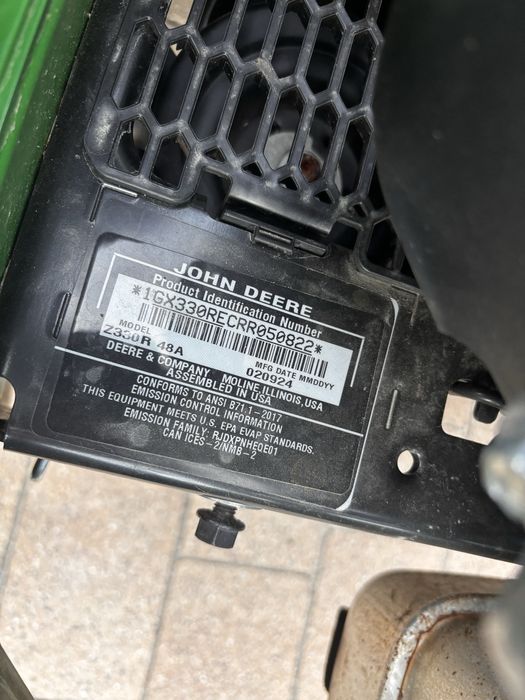 JOHN DEERE
Product Identification Number
*1GX330RECRR050822*
MODEL
Z330R 48A
MFG DATE MMDDYY
020924
DEERE & COMPANY MOLINE ILLINOIS, USA
ASSEMBLED IN USA
CONFORMS TO ANSI B71.1-2017
EMISSION CONTROL INFORMATION
THIS EQUIPMENT MEETS U.S. EPA EVAP STANDARDS.
EMISSION FAMILY: RJDXPNHEQE01
CAN ICES-2/NMB-2